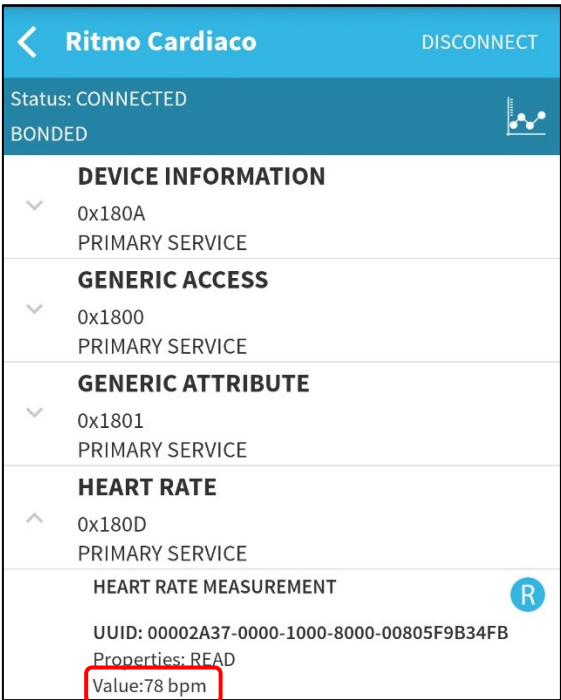 Ritmo Cardiaco DISCONNECT
Status: CONNECTED
BONDED
DEVICE INFORMATION
0x180A
PRIMARY SERVICE
GENERIC ACCESS
0x1800
PRIMARY SERVICE
GENERIC ATTRIBUTE
0x1801
PRIMARY SERVICE
HEART RATE
0x180D
PRIMARY SERVICE
HEART RATE MEASUREMENT
R
UUID: 00002A37-0000-1000-8000-00805F9B34FB
Properties: READ
Value:78 bpm